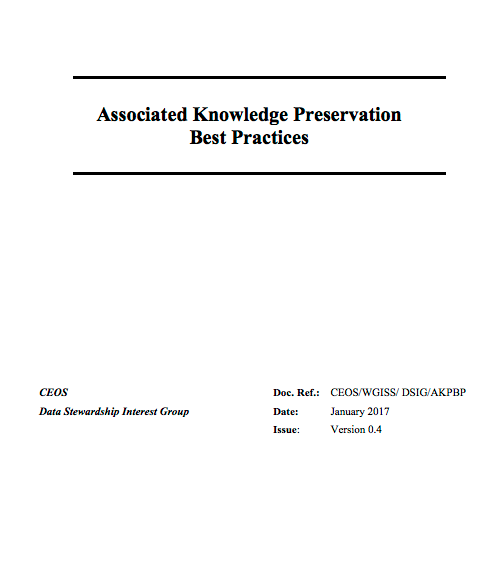 Associated Knowledge Preservation
Best Practices
CEOS
Data Stewardship Interest Group
Doc. Ref.: CEOS/WGISS/ DSIG/AKPBP
Date: January 2017
Issue: Version 0.4